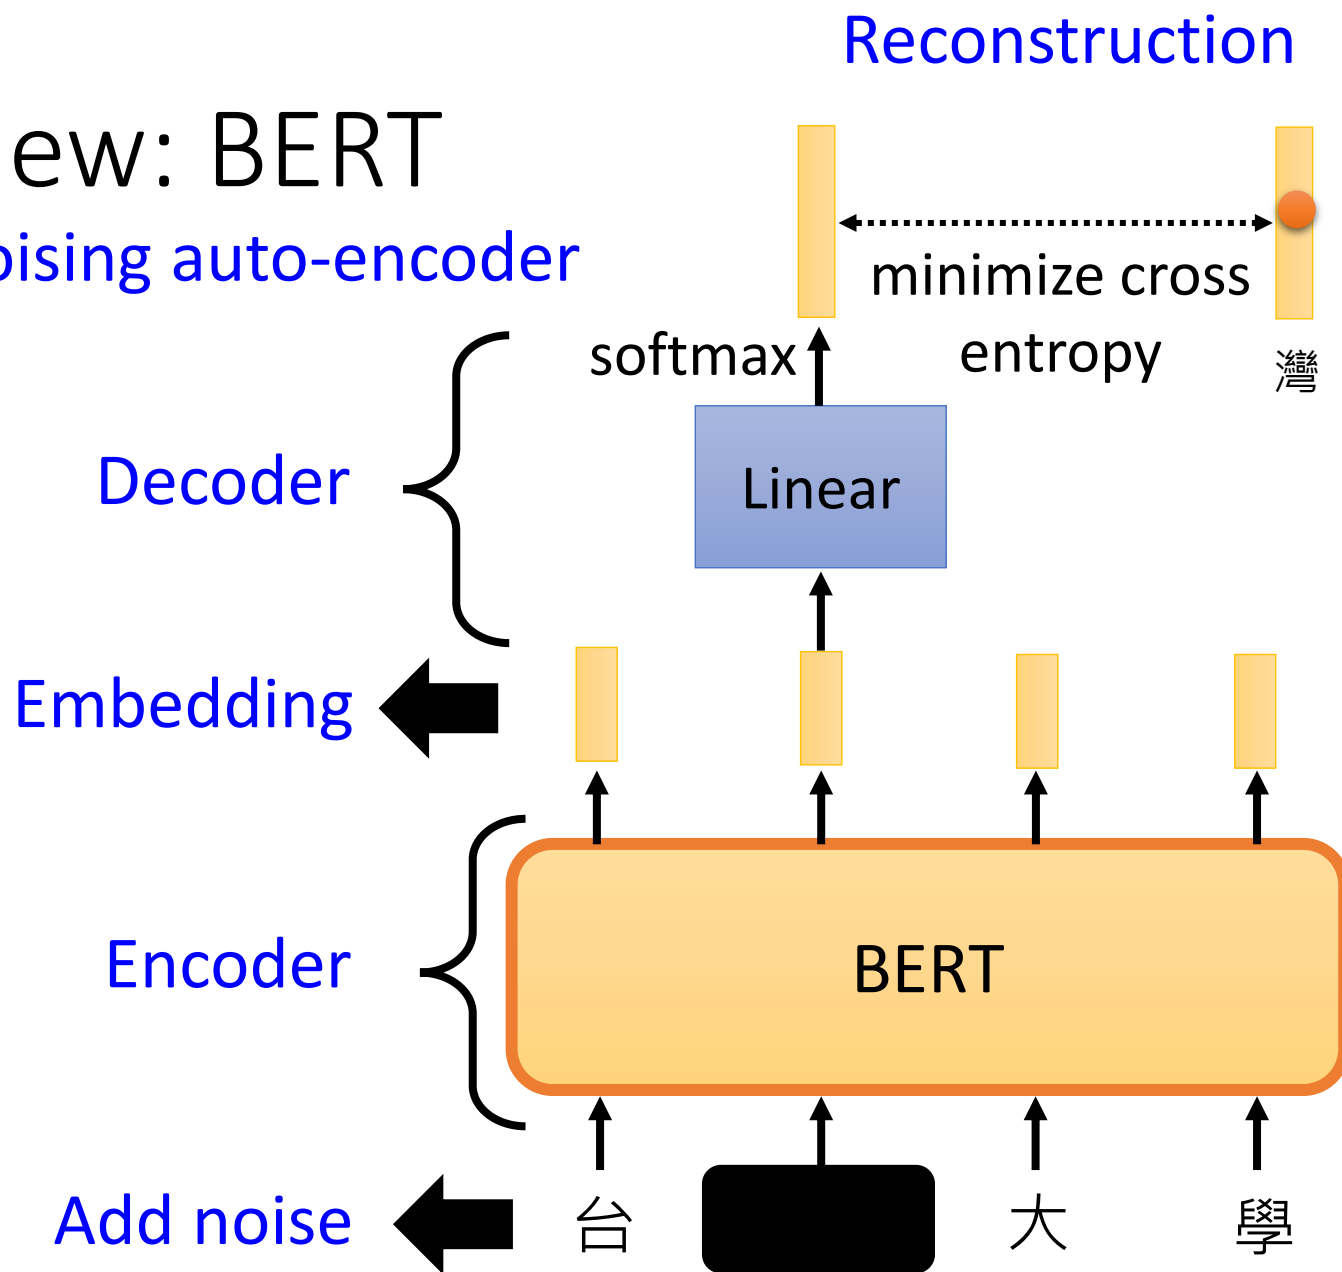 Reconstruction
ew: BERT
oising auto-encoder
minimize cross
entropy
softmax
灣
Decoder
Linear
Embedding
Encoder
BERT
Add noise
台
大
學